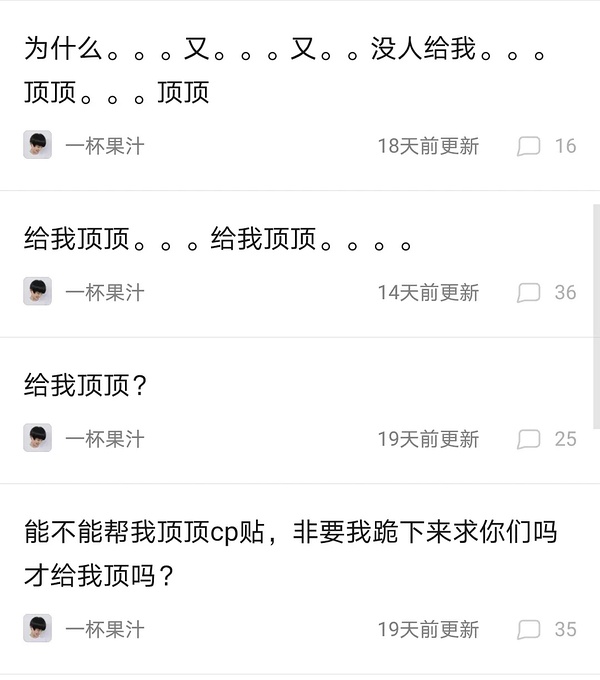 为什么。。。又。。。又。。没人给我。。。
顶顶。。。顶顶
一杯果汁 18天前更新 16
给我顶顶。。。给我顶顶。。。。
一杯果汁 14天前更新 36
给我顶顶？
一杯果汁 19天前更新 25
能不能帮我顶顶cp贴，非要我跪下来求你们吗
才给我顶吗？
一杯果汁 19天前更新 35